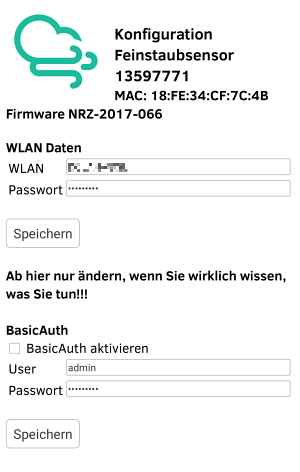 Konfiguration
Feinstaubsensor
13597771
MAC: 18:FE:34:CF:7C:4B
Firmware NRZ-2017-066
WLAN Daten
WLAN
Passwort •••••••••
Speichern
Ab hier nur ändern, wenn Sie wirklich wissen,
was Sie tun!!!
BasicAuth
BasicAuth aktivieren
User admin
Passwort •••••••••
Speichern